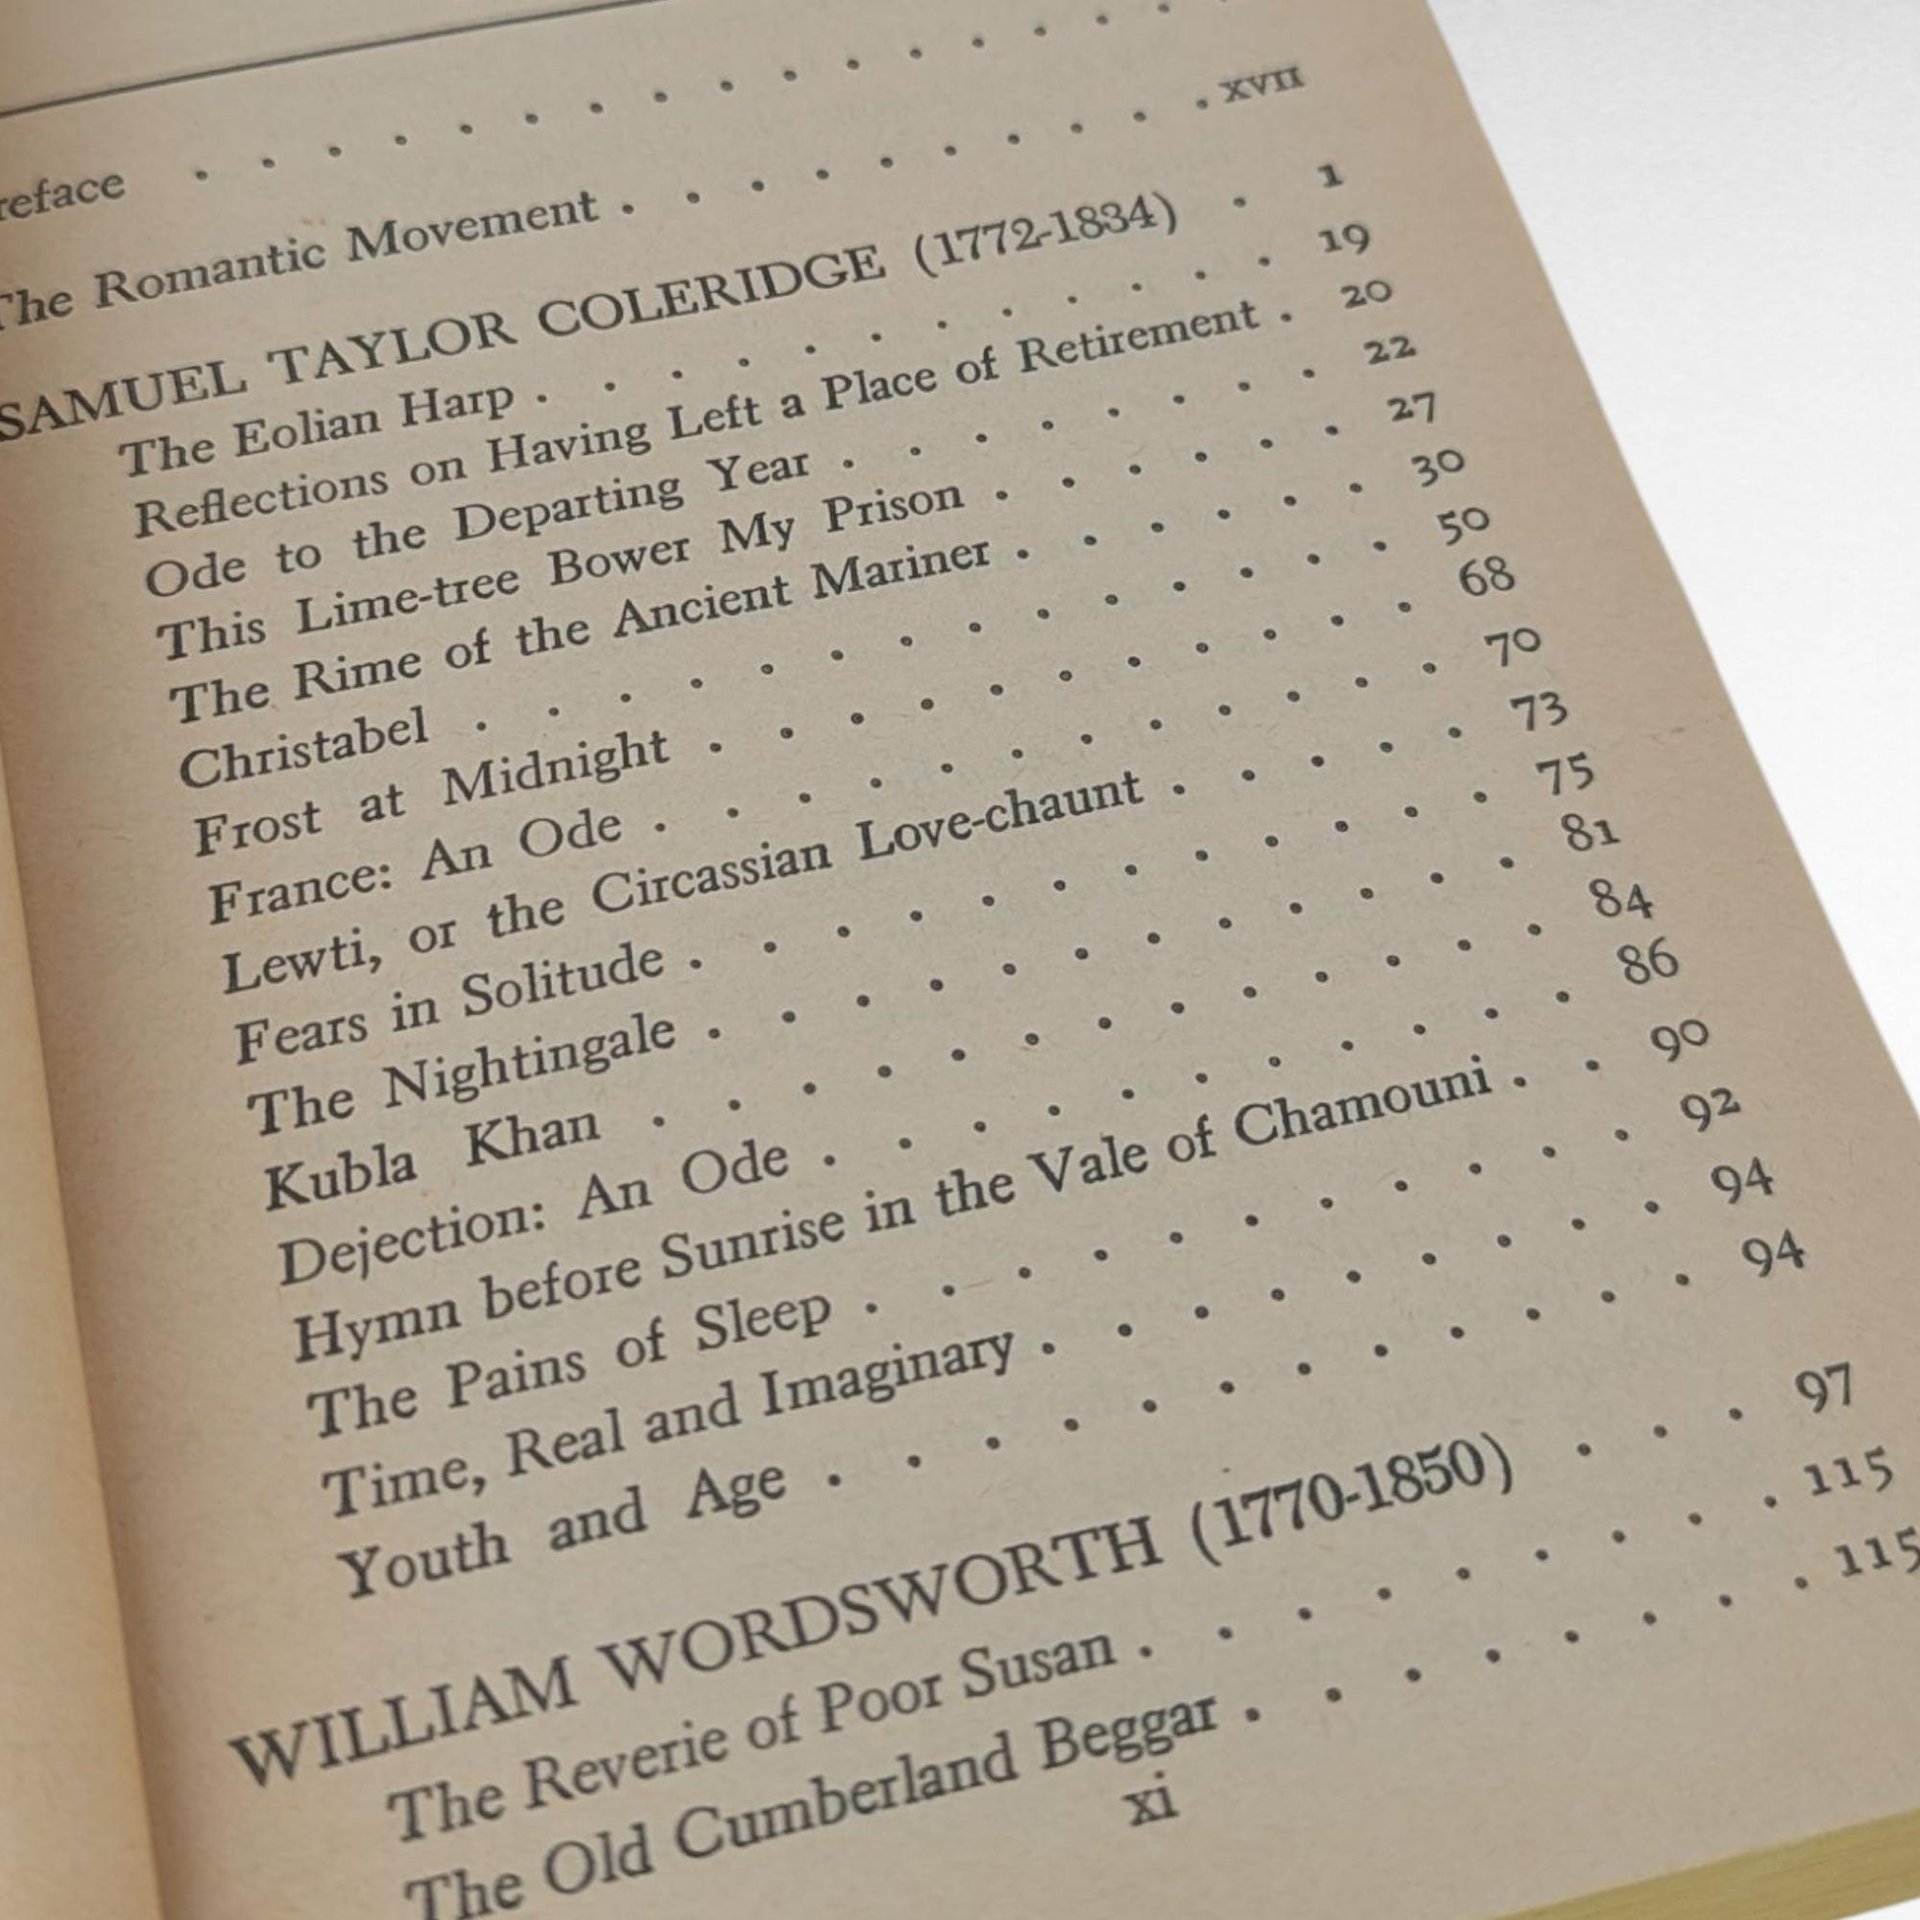 reface . . . . . . . . . . . . . . . .
The Romantic Movement . . . . . . . . . . xvii
SAMUEL TAYLOR COLERIDGE (1772-1834) . 1
The Eolian Harp . . . . . . . . . . . . 19
Reflections on Having Left a Place of Retirement . 20
Ode to the Departing Year . . . . . . . . 22
This Lime-tree Bower My Prison . . . . . . 27
The Rime of the Ancient Mariner . . . . . . 30
Christabel . . . . . . . . . . . . . . 50
Frost at Midnight . . . . . . . . . . . 68
France: An Ode . . . . . . . . . . . . 70
Lewti, or the Circassian Love-chaunt . . . . . 73
Fears in Solitude . . . . . . . . . . . . 75
The Nightingale . . . . . . . . . . . . 81
Kubla Khan . . . . . . . . . . . . . 84
Dejection: An Ode . . . . . . . . . . . 86
Hymn before Sunrise in the Vale of Chamouni . . 90
The Pains of Sleep . . . . . . . . . . . 92
Time, Real and Imaginary . . . . . . . . . 94
Youth and Age . . . . . . . . . . . . 94
WILLIAM WORDSWORTH (1770-1850) . . . 97
The Reverie of Poor Susan . . . . . . . . . 115
The Old Cumberland Beggar . . . . . . . . 115
xi